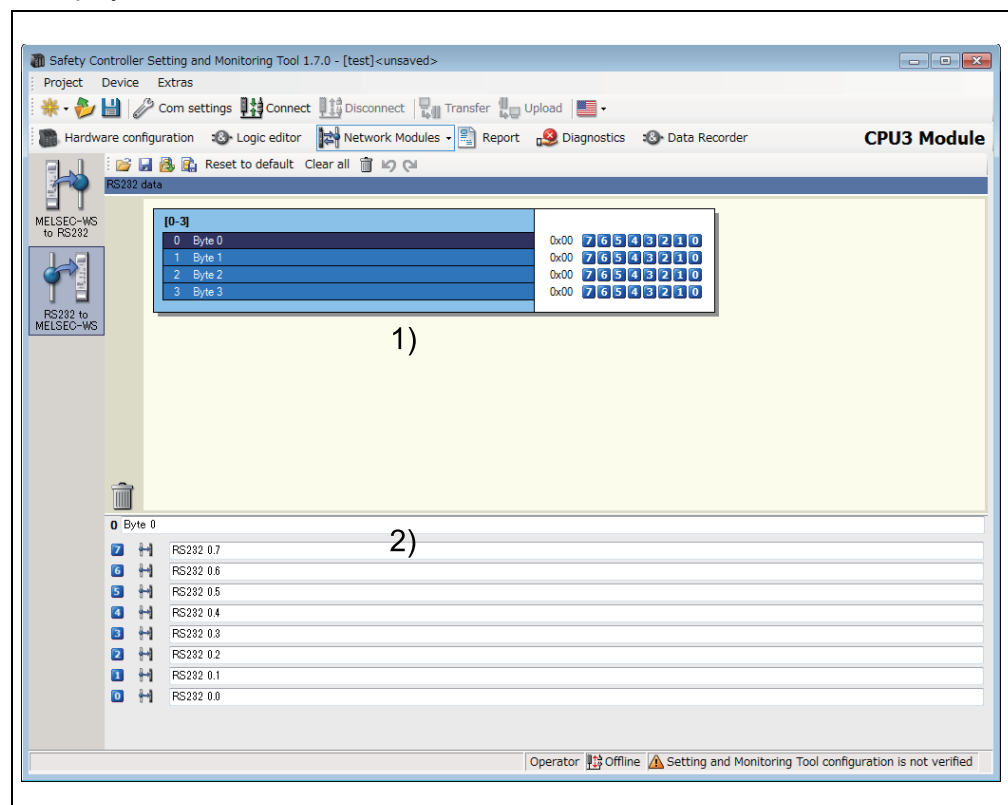 Safety Controller Setting and Monitoring Tool 1.7.0 - [test]<unsaved>
Project Device Extras
Com settings Connect Disconnect Transfer Upload
Hardware configuration Logic editor Network Modules Report Diagnostics Data Recorder CPU3 Module
Reset to default Clear all
RS232 data
MELSEC-WS
to RS232
RS232 to
MELSEC-WS
[0-3]
0 Byte 0 0x00 7 6 5 4 3 2 1 0
1 Byte 1 0x00 7 6 5 4 3 2 1 0
2 Byte 2 0x00 7 6 5 4 3 2 1 0
3 Byte 3 0x00 7 6 5 4 3 2 1 0
1)
0 Byte 0
2)
7 RS232 0.7
6 RS232 0.6
5 RS232 0.5
4 RS232 0.4
3 RS232 0.3
2 RS232 0.2
1 RS232 0.1
0 RS232 0.0
Operator Offline Setting and Monitoring Tool configuration is not verified